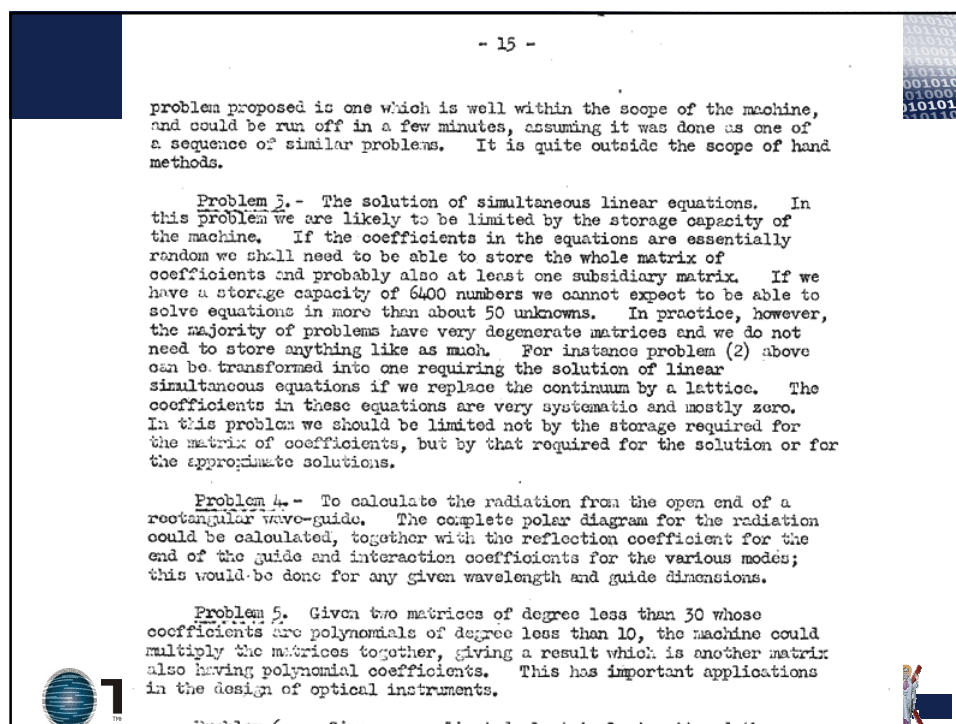 - 15 -
problem proposed is one which is well within the scope of the machine,
and could be run off in a few minutes, assuming it was done as one of
a sequence of similar problems. It is quite outside the scope of hand
methods.
Problem 3.- The solution of simultaneous linear equations. In
this problem we are likely to be limited by the storage capacity of
the machine. If the coefficients in the equations are essentially
random we shall need to be able to store the whole matrix of
coefficients and probably also at least one subsidiary matrix. If we
have a storage capacity of 6400 numbers we cannot expect to be able to
solve equations in more than about 50 unknowns. In practice, however,
the majority of problems have very degenerate matrices and we do not
need to store anything like as much. For instance problem (2) above
can be transformed into one requiring the solution of linear
simultaneous equations if we replace the continuum by a lattice. The
coefficients in these equations are very systematic and mostly zero.
In this problem we should be limited not by the storage required for
the matrix of coefficients, but by that required for the solution or for
the approximate solutions.
Problem 4.- To calculate the radiation from the open end of a
rectangular wave-guide. The complete polar diagram for the radiation
could be calculated, together with the reflection coefficient for the
end of the guide and interaction coefficients for the various modes;
this would be done for any given wavelength and guide dimensions.
Problem 5. Given two matrices of degree less than 30 whose
coefficients are polynomials of degree less than 10, the machine could
multiply the matrices together, giving a result which is another matrix
also having polynomial coefficients. This has important applications
in the design of optical instruments.